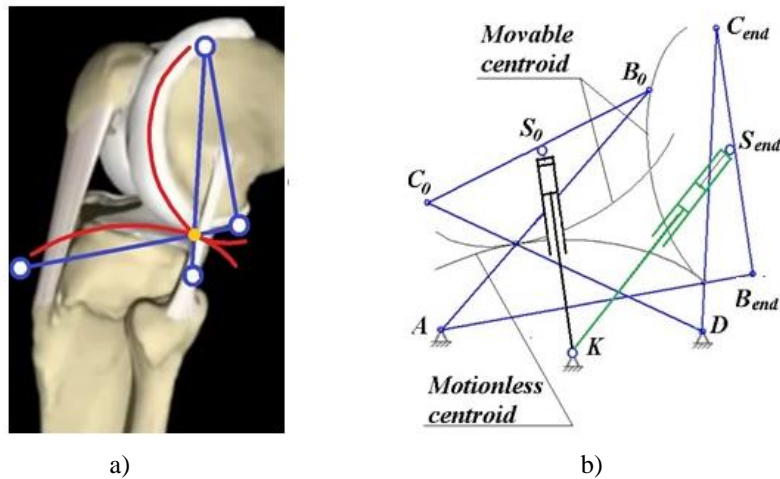 Movable
centroid
C_end
B_0
S_0
S_end
C_0
B_end
A
D
K
Motionless
centroid
a)
b)